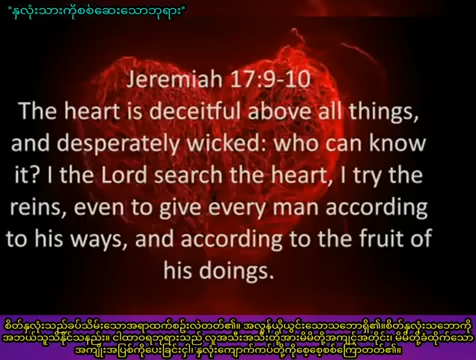 "နှလုံးသားကိုစစ်ဆေးသောဘုရား"
Jeremiah 17:9-10
The heart is deceitful above all things,
and desperately wicked: who can know
it? I the Lord search the heart, I try the
reins, even to give every man according
to his ways, and according to the fruit of
his doings.
စိတ်နှလုံးသည်ခပ်သိမ်းသောအရာထက်စဥ်းလဲတတ်၏။ အလွန်ယိုယွင်းသောသဘောရှိ၏။စိတ်နှလုံးသဘောကို
အဘယ်သူသိနိုင်သနည်း။ ငါထာဝရဘုရားသည် လူအသီးအသီးတို့အားမိမိတို့အကျင့်အတိုင်း၊ မိမိတို့ခံထိုက်သော
အကျိုးအပြစ်ကိုပေးခြင်းငှါ၊ နှလုံးကျောက်ကပ်တို့ကိုစေ့စေ့စစ်ကြောတတ်၏။